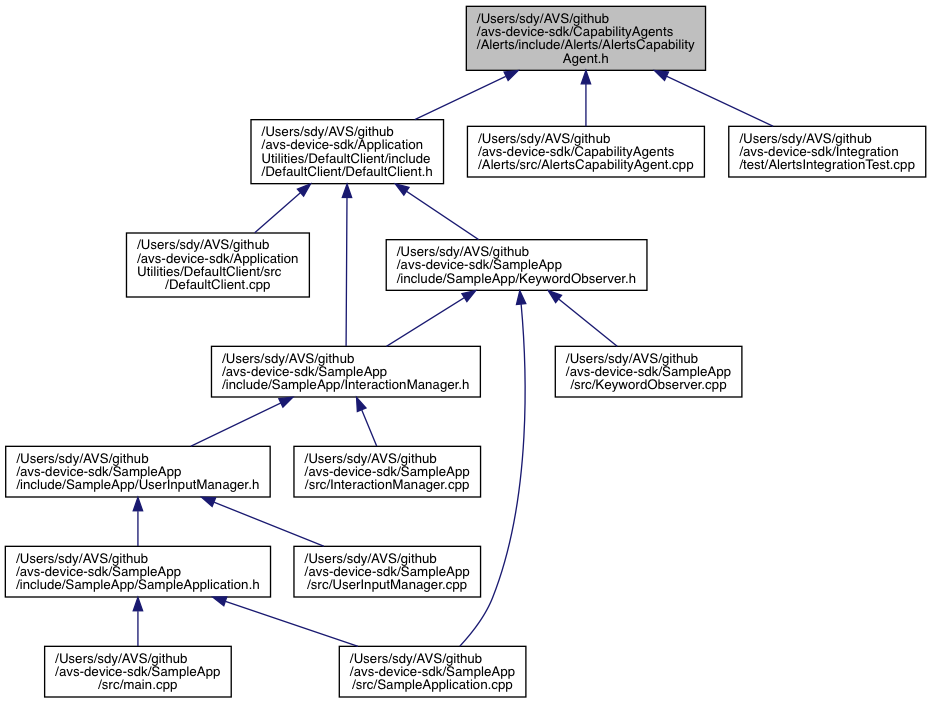 /Users/sdy/AVS/github
/avs-device-sdk/CapabilityAgents
/Alerts/include/Alerts/AlertsCapability
Agent.h
/Users/sdy/AVS/github
/avs-device-sdk/Application
Utilities/DefaultClient/include
/DefaultClient/DefaultClient.h
/Users/sdy/AVS/github
/avs-device-sdk/CapabilityAgents
/Alerts/src/AlertsCapabilityAgent.cpp
/Users/sdy/AVS/github
/avs-device-sdk/Integration
/test/AlertsIntegrationTest.cpp
/Users/sdy/AVS/github
/avs-device-sdk/Application
Utilities/DefaultClient/src
/DefaultClient.cpp
/Users/sdy/AVS/github
/avs-device-sdk/SampleApp
/include/SampleApp/KeywordObserver.h
/Users/sdy/AVS/github
/avs-device-sdk/SampleApp
/include/SampleApp/InteractionManager.h
/Users/sdy/AVS/github
/avs-device-sdk/SampleApp
/src/KeywordObserver.cpp
/Users/sdy/AVS/github
/avs-device-sdk/SampleApp
/include/SampleApp/UserInputManager.h
/Users/sdy/AVS/github
/avs-device-sdk/SampleApp
/src/InteractionManager.cpp
/Users/sdy/AVS/github
/avs-device-sdk/SampleApp
/include/SampleApp/SampleApplication.h
/Users/sdy/AVS/github
/avs-device-sdk/SampleApp
/src/UserInputManager.cpp
/Users/sdy/AVS/github
/avs-device-sdk/SampleApp
/src/main.cpp
/Users/sdy/AVS/github
/avs-device-sdk/SampleApp
/src/SampleApplication.cpp